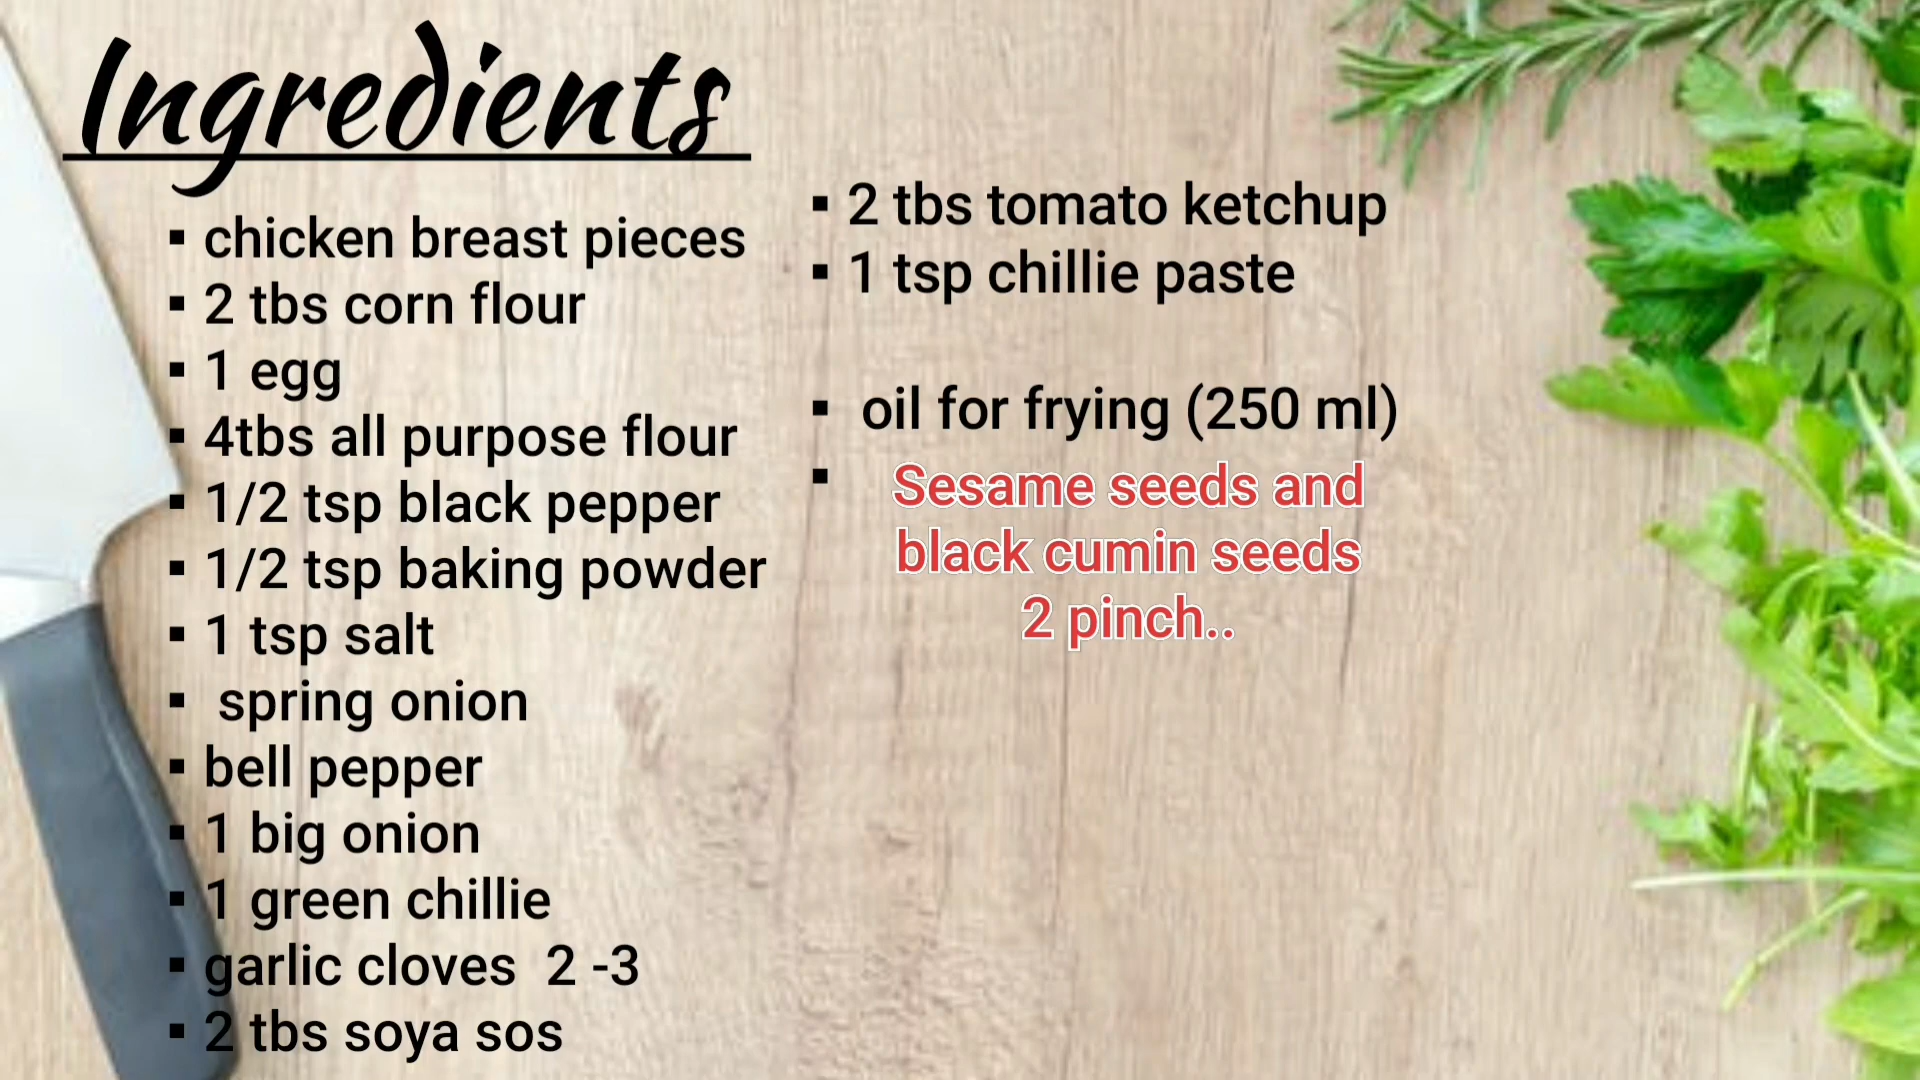 Ingredients
▪ chicken breast pieces
▪ 2 tbs corn flour
▪ 1 egg
▪ 4tbs all purpose flour
▪ 1/2 tsp black pepper
▪ 1/2 tsp baking powder
▪ 1 tsp salt
▪ spring onion
▪ bell pepper
▪ 1 big onion
▪ 1 green chillie
▪ garlic cloves  2 -3
▪ 2 tbs soya sos
▪ 2 tbs tomato ketchup
▪ 1 tsp chillie paste
▪ oil for frying (250 ml)
▪ Sesame seeds and
black cumin seeds
2 pinch..